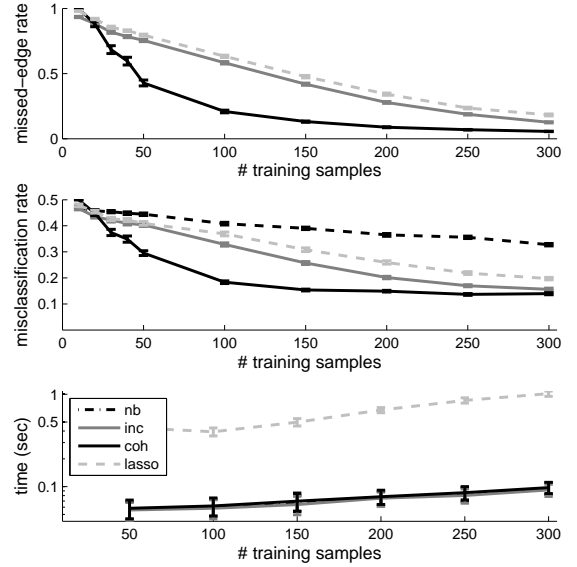 1
0.5
0
missed-edge rate
0 50 100 150 200 250 300
# training samples
0.5
0.4
0.3
0.2
0.1
misclassification rate
0 50 100 150 200 250 300
# training samples
1
0.5
0.1
time (sec)
nb
inc
coh
lasso
50 100 150 200 250 300
# training samples